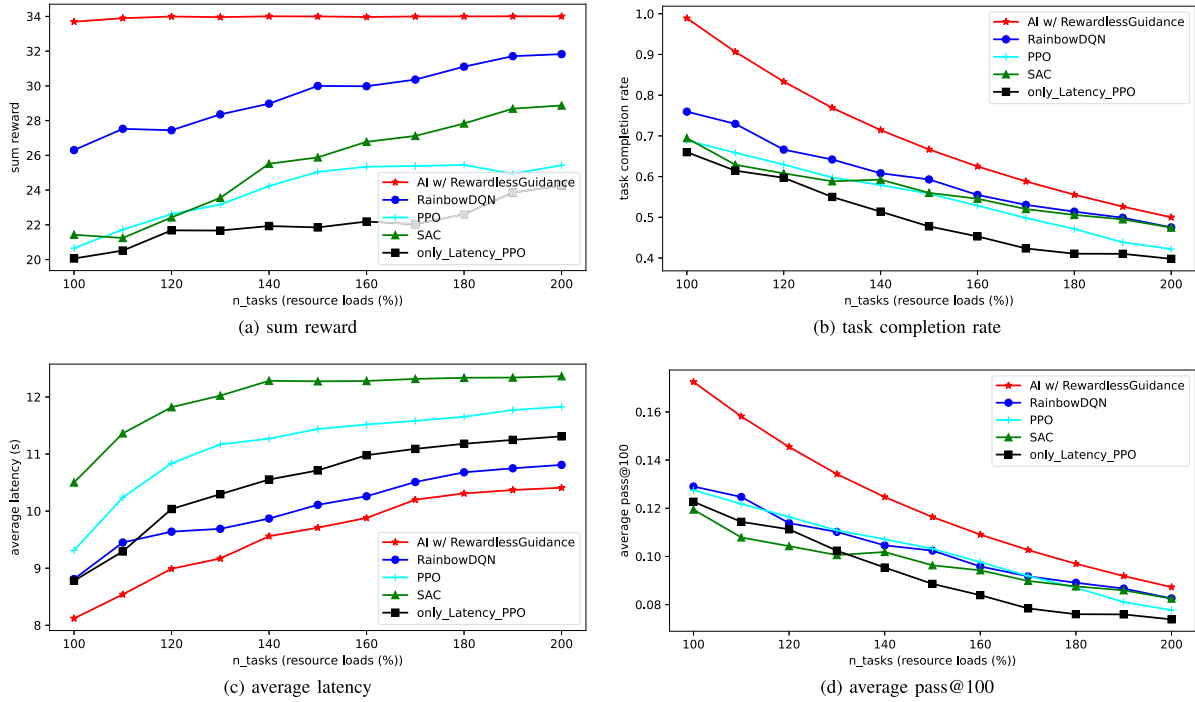 34
32
30
28
26
24
22
20
sum reward
100
120
140
160
180
200
n_tasks (resource loads (%))
AI w/ RewardlessGuidance
RainbowDQN
PPO
SAC
only_Latency_PPO
(a) sum reward
1.0
0.9
0.8
0.7
0.6
0.5
0.4
task completion rate
100
120
140
160
180
200
n_tasks (resource loads (%))
AI w/ RewardlessGuidance
RainbowDQN
PPO
SAC
only_Latency_PPO
(b) task completion rate
12
11
10
9
8
average latency (s)
100
120
140
160
180
200
n_tasks (resource loads (%))
AI w/ RewardlessGuidance
RainbowDQN
PPO
SAC
only_Latency_PPO
(c) average latency
0.16
0.14
0.12
0.10
0.08
average pass@100
100
120
140
160
180
200
n_tasks (resource loads (%))
AI w/ RewardlessGuidance
RainbowDQN
PPO
SAC
only_Latency_PPO
(d) average pass@100